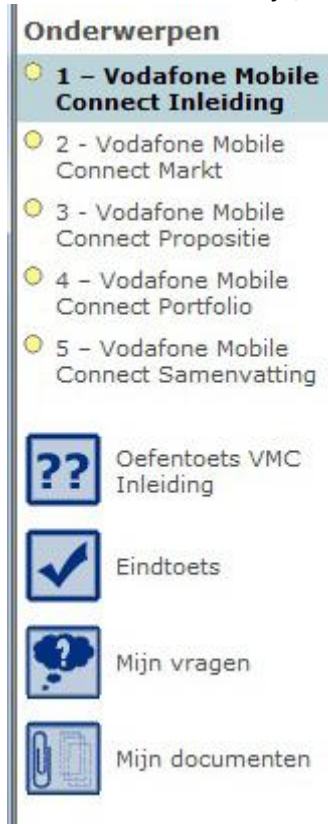 Onderwerpen
1 – Vodafone Mobile
Connect Inleiding
2 - Vodafone Mobile
Connect Markt
3 - Vodafone Mobile
Connect Propositie
4 – Vodafone Mobile
Connect Portfolio
5 – Vodafone Mobile
Connect Samenvatting
??
Oefentoets VMC
Inleiding
Eindtoets
?
Mijn vragen
Mijn documenten